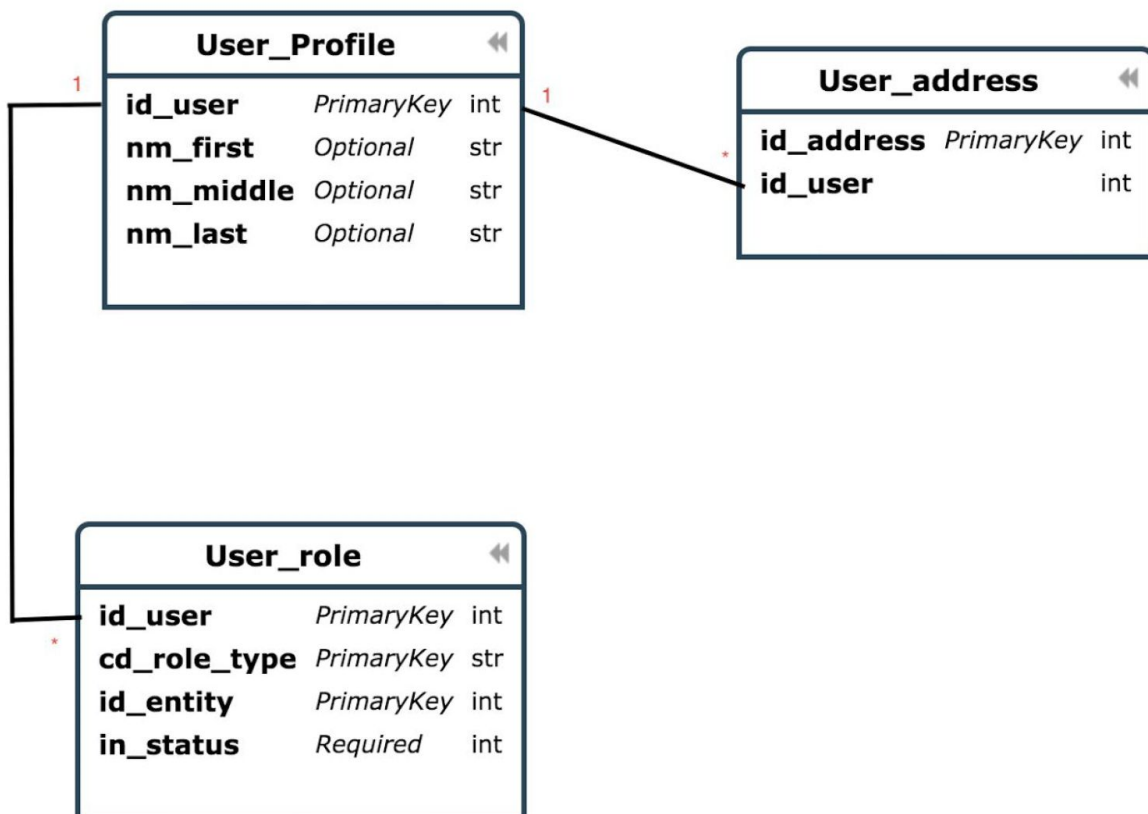 User_Profile
1
id_user PrimaryKey int
nm_first Optional str
nm_middle Optional str
nm_last Optional str
1
User_address
*
id_address PrimaryKey int
id_user int
User_role
*
id_user PrimaryKey int
cd_role_type PrimaryKey str
id_entity PrimaryKey int
in_status Required int